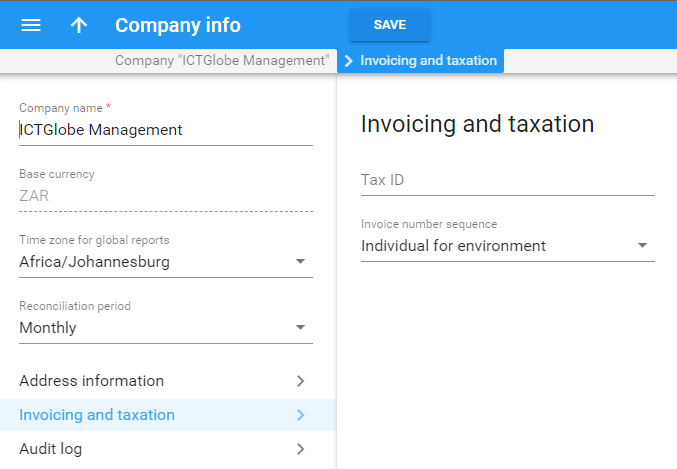 Company info
SAVE
Company "ICTGlobe Management"
Invoicing and taxation
Company name *
ICTGlobe Management
Base currency
ZAR
Time zone for global reports
Africa/Johannesburg
Reconciliation period
Monthly
Address information
Invoicing and taxation
Audit log
Invoicing and taxation
Tax ID
Invoice number sequence
Individual for environment